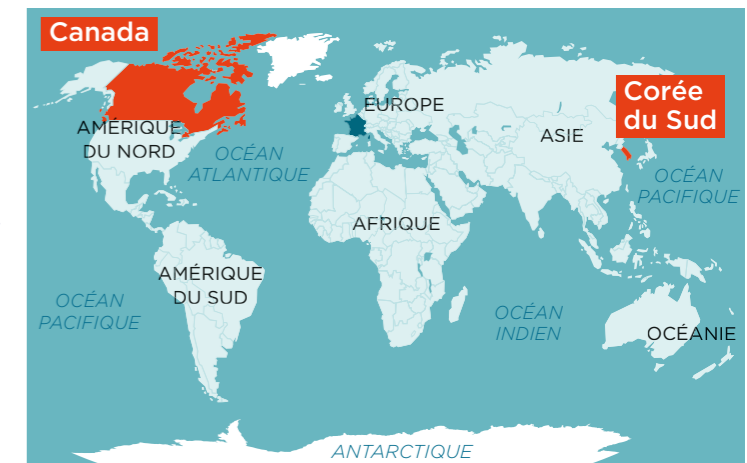 Canada
Corée
du Sud
EUROPE
AMÉRIQUE
DU NORD
ASIE
OCÉAN
ATLANTIQUE
OCÉAN
PACIFIQUE
AFRIQUE
AMÉRIQUE
DU SUD
OCÉAN
PACIFIQUE
OCÉAN
INDIEN
OCÉANIE
ANTARCTIQUE